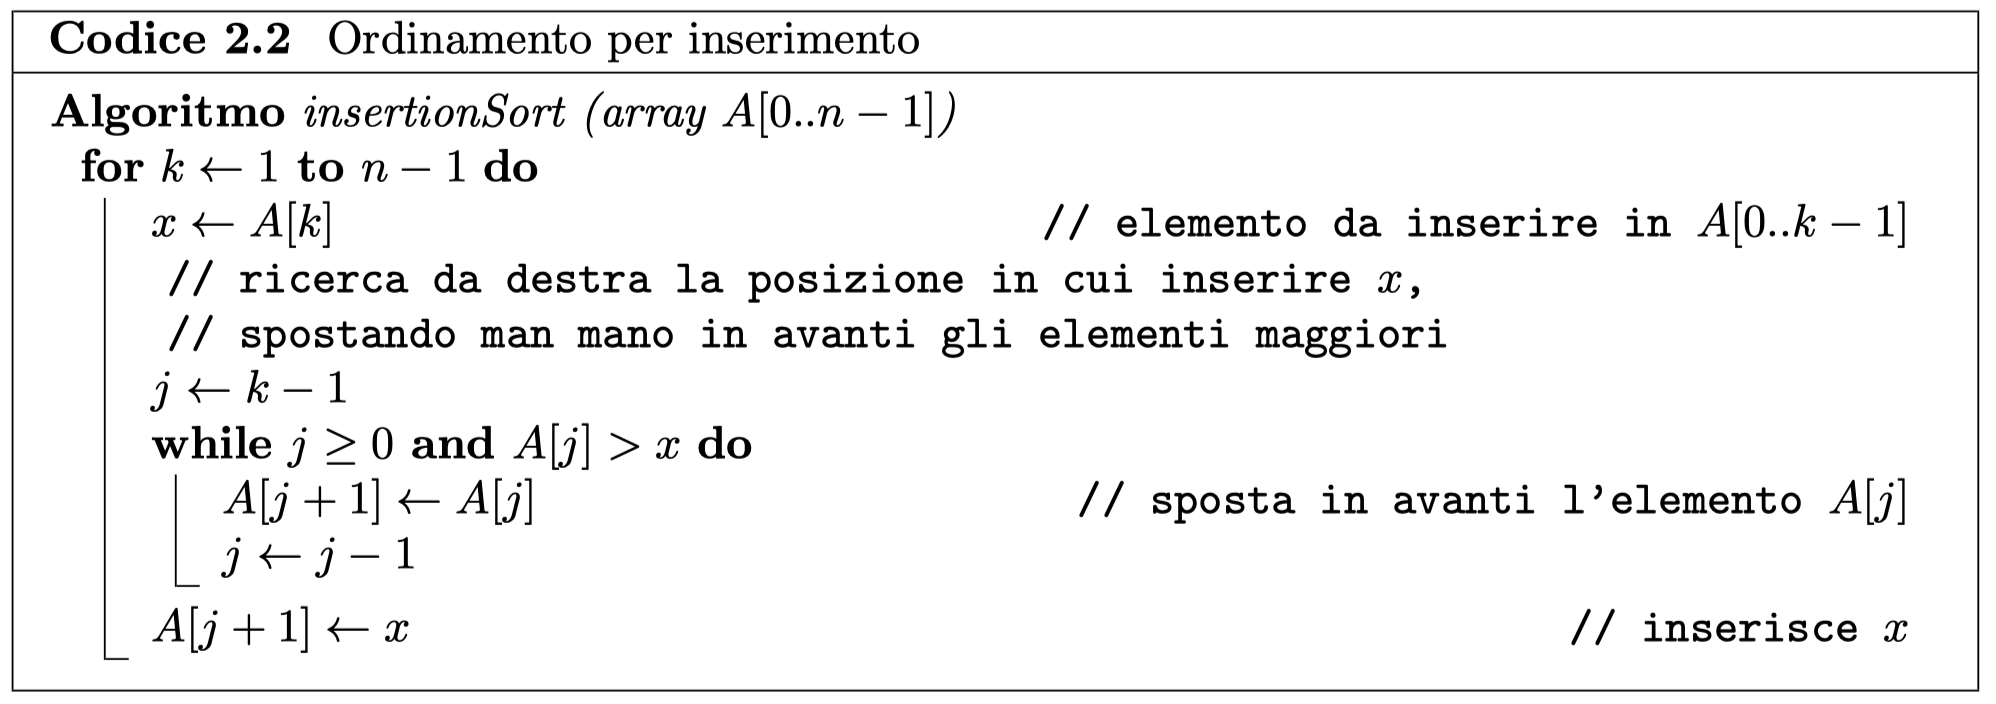 Codice 2.2 Ordinamento per inserimento
Algoritmo insertionSort (array A[0..n − 1])
for k ← 1 to n − 1 do
x ← A[k] // elemento da inserire in A[0..k − 1]
// ricerca da destra la posizione in cui inserire x,
// spostando man mano in avanti gli elementi maggiori
j ← k − 1
while j ≥ 0 and A[j] > x do
A[j + 1] ← A[j] // sposta in avanti l'elemento A[j]
j ← j − 1
A[j + 1] ← x // inserisce x